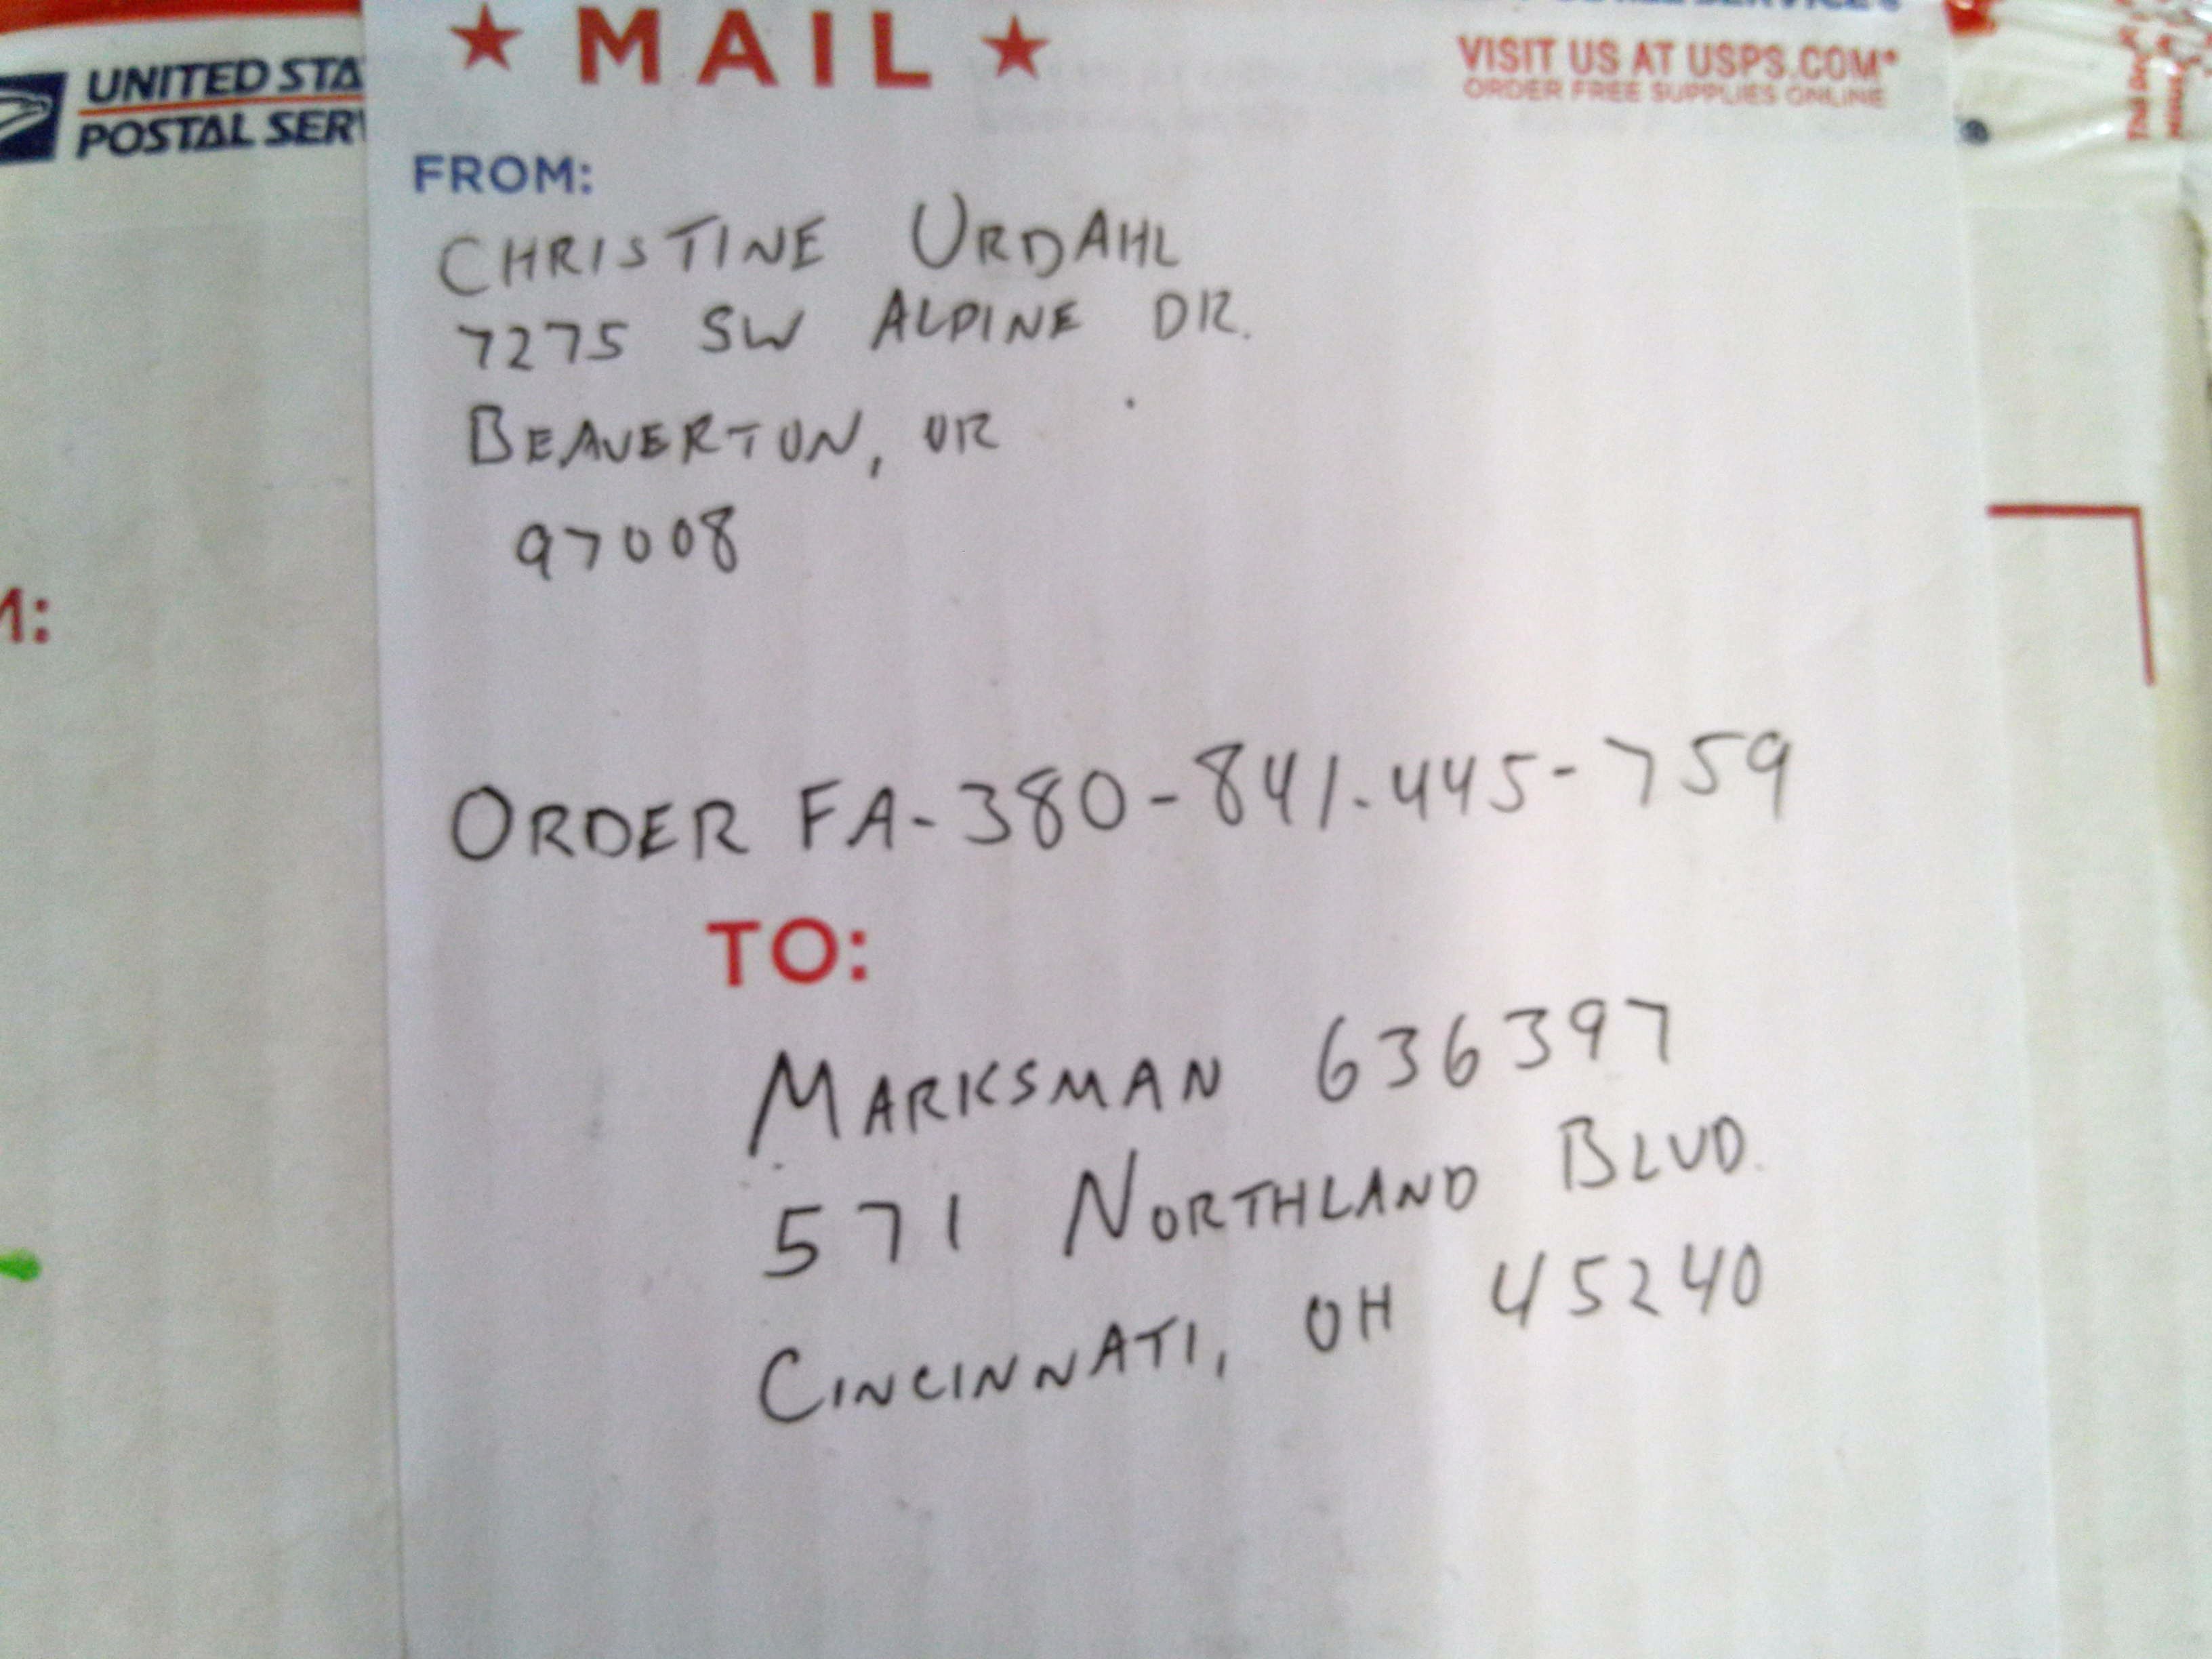 UNITED STA
POSTAL SERV
★ MAIL ★
VISIT US AT USPS.COM®
ORDER FREE SUPPLIES ONLINE
FROM:
CHRISTINE URDAHL
7275 SW ALPINE DR.
BEAVERTON, OR
97008
M:
ORDER FA-380-841-445-759
TO:
MARKSMAN 636397
571 NORTHLAND BLVD.
CINCINNATI, OH 45240